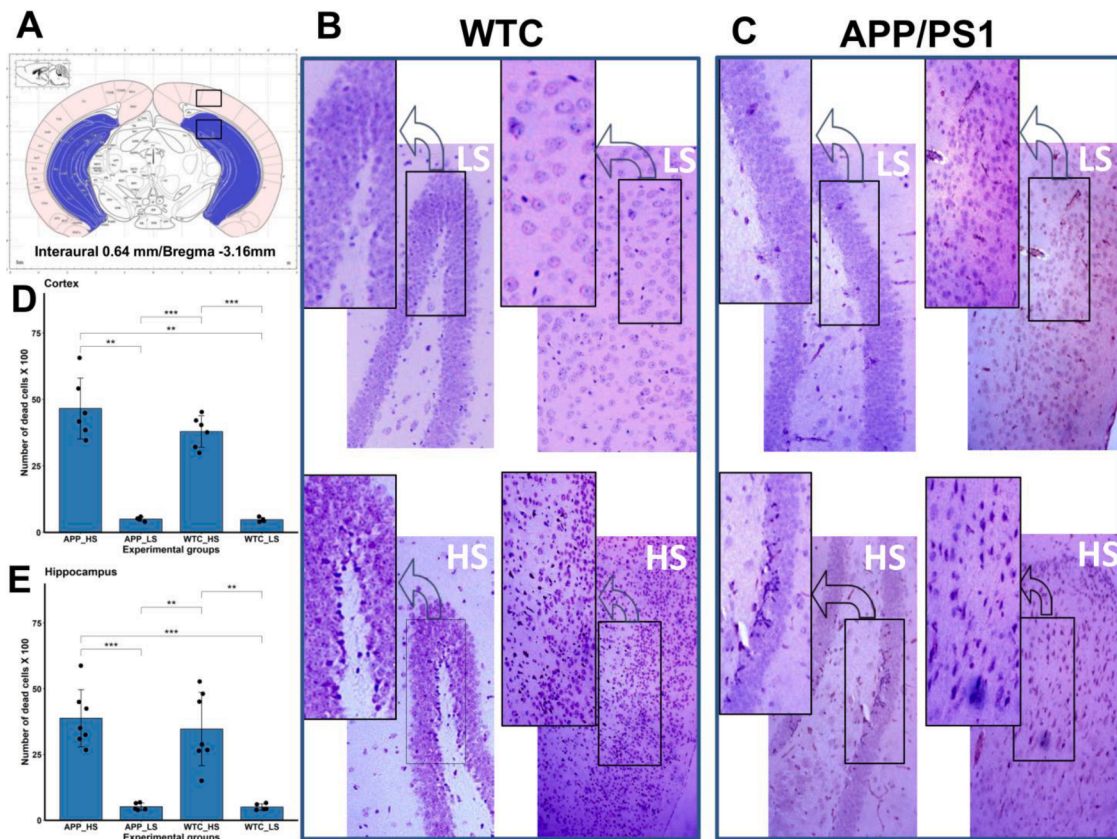 A
Interaural 0.64 mm/Bregma -3.16mm
B
WTC
LS
LS
HS
HS
C
APP/PS1
LS
LS
HS
HS
D
Cortex
Number of dead cells X 100
75
50
25
0
***
***
**
**
APP_HS
APP_LS
WTC_HS
WTC_LS
Experimental groups
E
Hippocampus
Number of dead cells X 100
75
50
25
0
**
**
***
***
APP_HS
APP_LS
WTC_HS
WTC_LS
Experimental groups